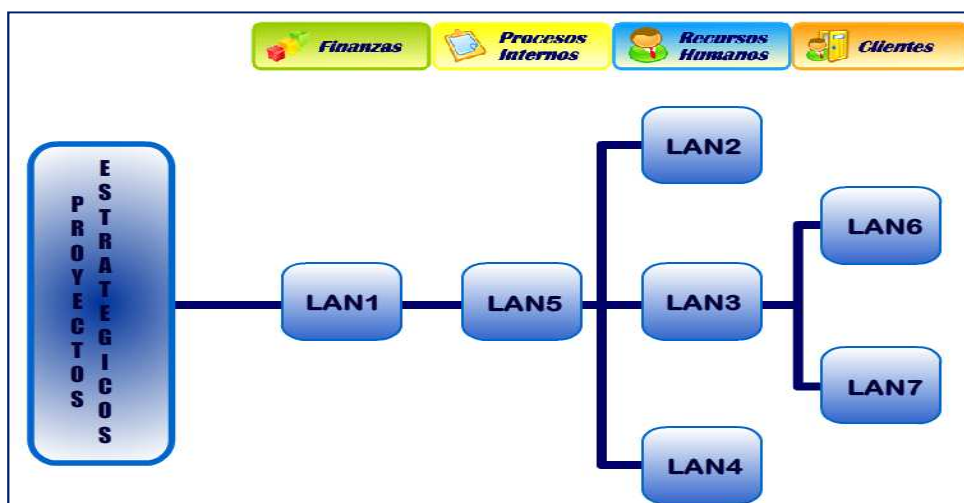 Finanzas
Procesos
Internos
Recursos
Humanos
Clientes
PROYECTOS
ESTRATEGICOS
LAN1
LAN5
LAN2
LAN3
LAN4
LAN6
LAN7